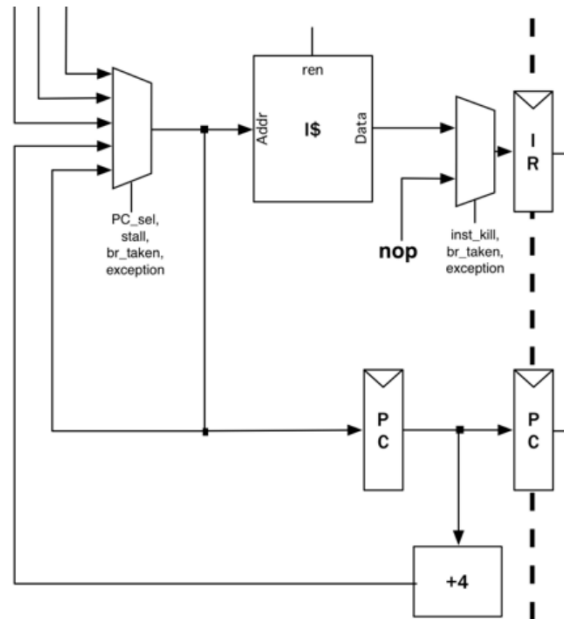 ren
Addr
I$
Data
PC_sel,
stall,
br_taken,
exception
nop
inst_kill,
br_taken,
exception
I
R
P
C
P
C
+4